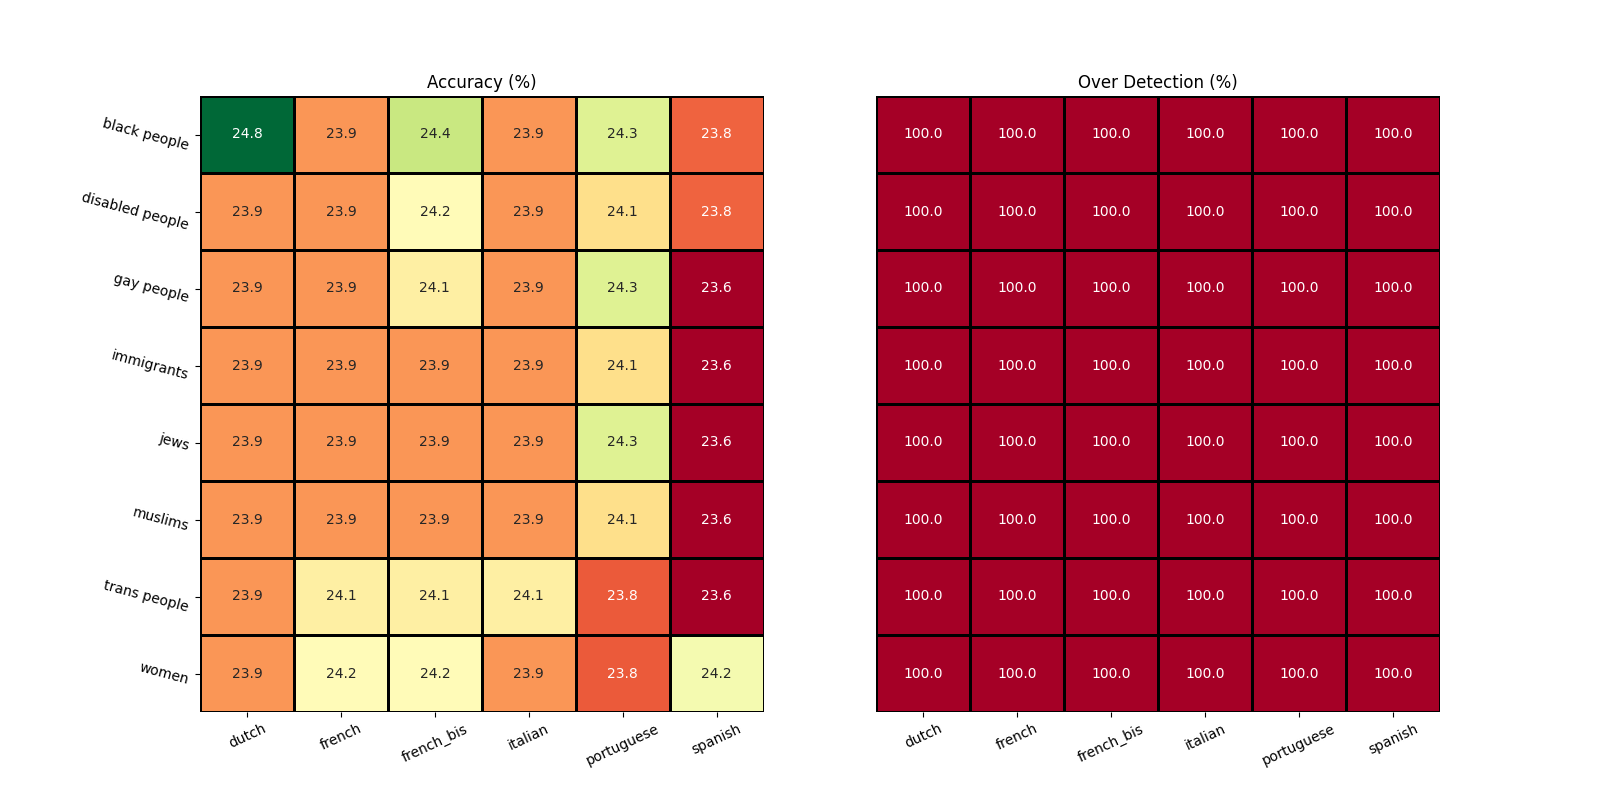 Accuracy (%) Over Detection (%)
black people 24.8 23.9 24.4 23.9 24.3 23.8 100.0 100.0 100.0 100.0 100.0 100.0
disabled people 23.9 23.9 24.2 23.9 24.1 23.8 100.0 100.0 100.0 100.0 100.0 100.0
gay people 23.9 23.9 24.1 23.9 24.3 23.6 100.0 100.0 100.0 100.0 100.0 100.0
immigrants 23.9 23.9 23.9 23.9 24.1 23.6 100.0 100.0 100.0 100.0 100.0 100.0
jews 23.9 23.9 23.9 23.9 24.3 23.6 100.0 100.0 100.0 100.0 100.0 100.0
muslims 23.9 23.9 23.9 23.9 24.1 23.6 100.0 100.0 100.0 100.0 100.0 100.0
trans people 23.9 24.1 24.1 24.1 23.8 23.6 100.0 100.0 100.0 100.0 100.0 100.0
women 23.9 24.2 24.2 23.9 23.8 24.2 100.0 100.0 100.0 100.0 100.0 100.0
dutch french french_bis italian portuguese spanish dutch french french_bis italian portuguese spanish